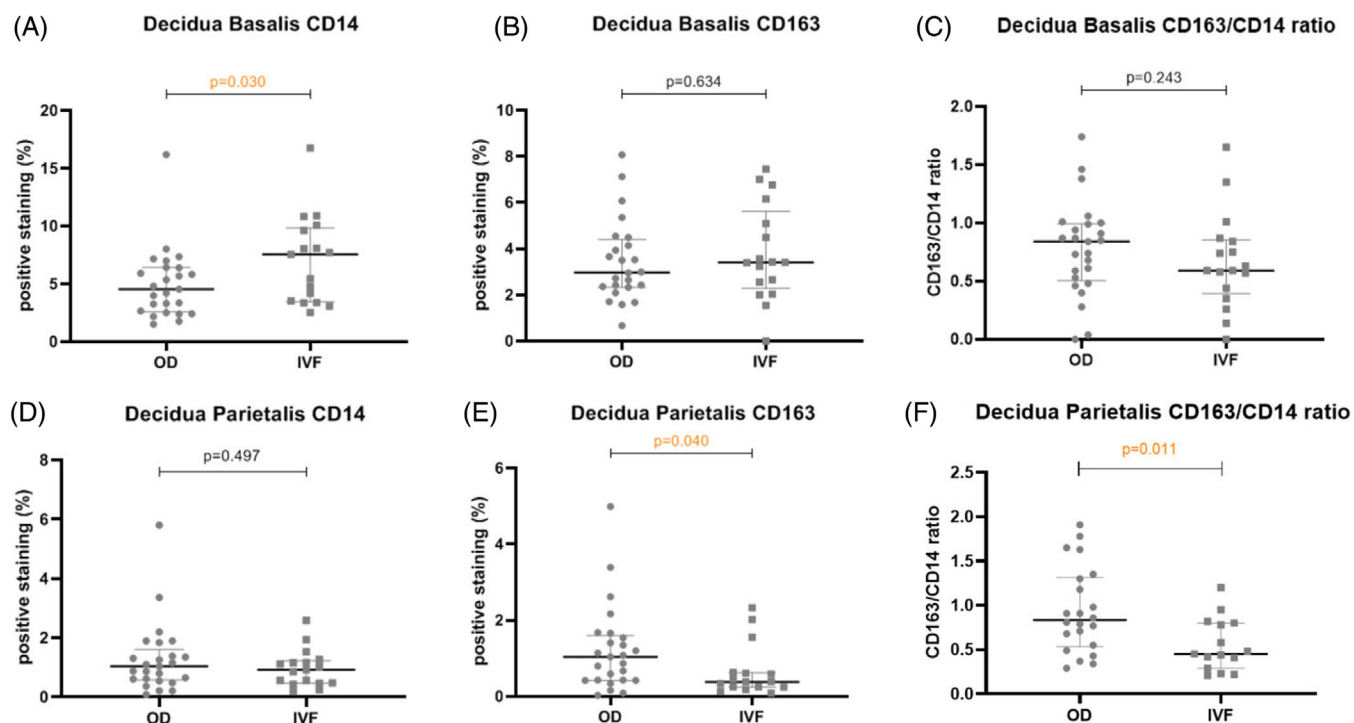 (A) Decidua Basalis CD14
p=0.030
positive staining (%)
20
15
10
5
0
OD IVF
(B) Decidua Basalis CD163
p=0.634
positive staining (%)
10
8
6
4
2
0
OD IVF
(C) Decidua Basalis CD163/CD14 ratio
p=0.243
CD163/CD14 ratio
2.0
1.5
1.0
0.5
0.0
OD IVF
(D) Decidua Parietalis CD14
p=0.497
positive staining (%)
8
6
4
2
0
OD IVF
(E) Decidua Parietalis CD163
p=0.040
positive staining (%)
6
4
2
0
OD IVF
(F) Decidua Parietalis CD163/CD14 ratio
p=0.011
CD163/CD14 ratio
2.5
2.0
1.5
1.0
0.5
0.0
OD IVF